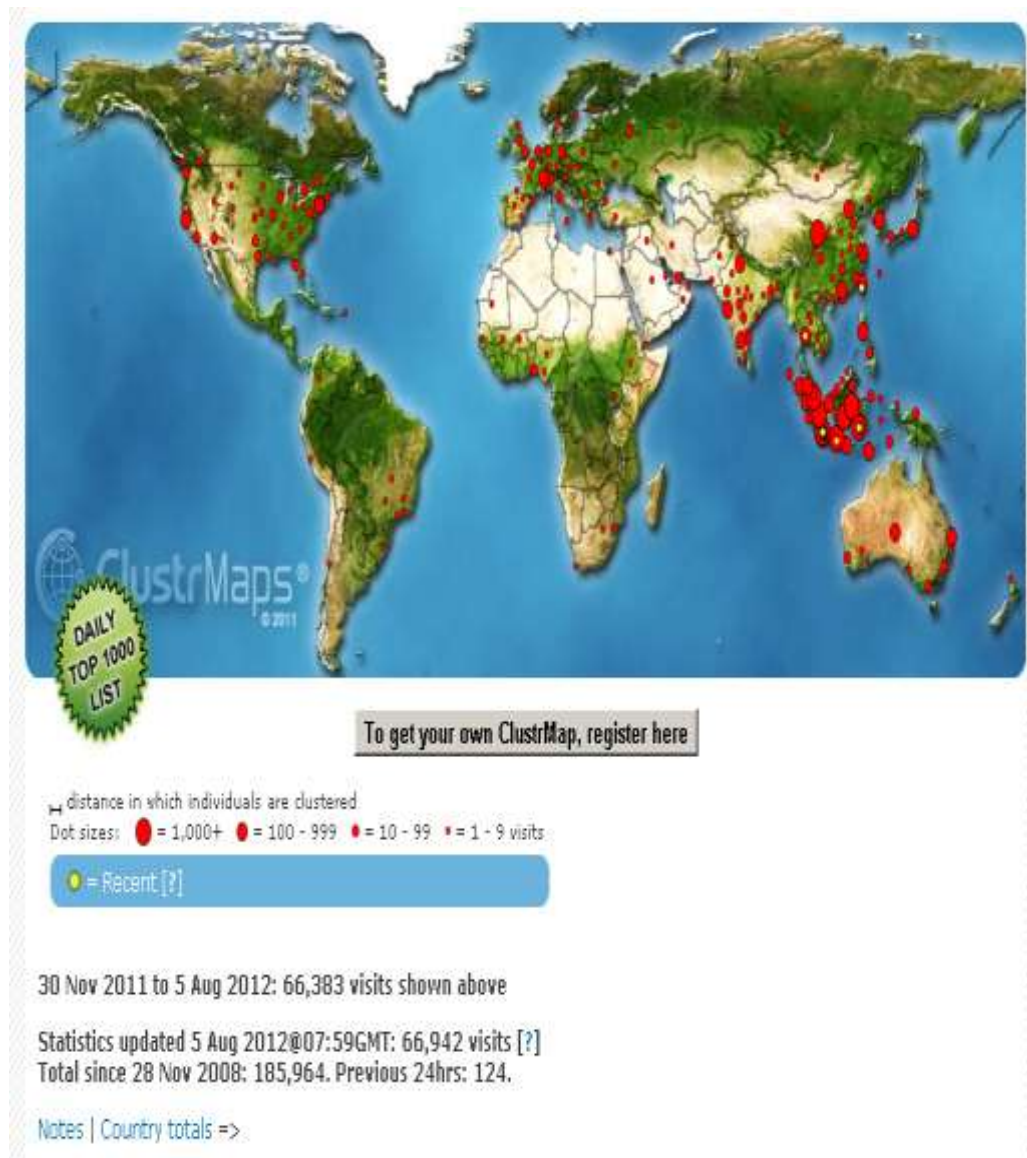 ClustrMaps®
© 2011
DAILY
TOP 1000
LIST
To get your own ClustrMap, register here
distance in which individuals are clustered
Dot sizes: = 1,000+ = 100 - 999 = 10 - 99 = 1 - 9 visits
= Recent [?]
30 Nov 2011 to 5 Aug 2012: 66,383 visits shown above
Statistics updated 5 Aug 2012@07:59GMT: 66,942 visits [?]
Total since 28 Nov 2008: 185,964. Previous 24hrs: 124.
Notes | Country totals =>